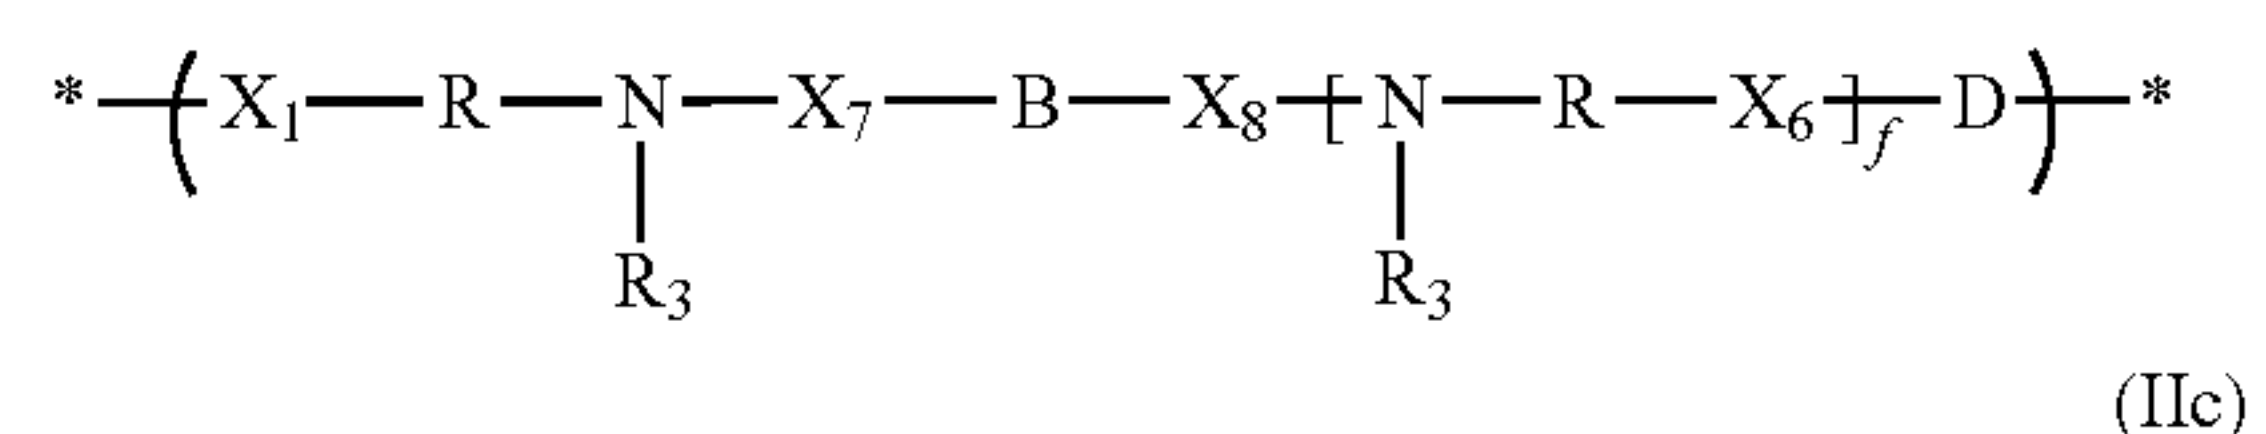 * ( X1 R N X7 B X8 [ N R X6 ]f D ) *
R3 R3
(IIc)